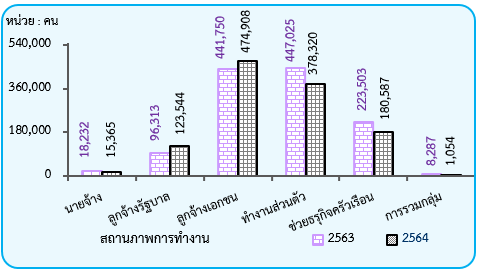 หน่วย : คน
540,000
360,000
180,000
0
18,232
15,365
96,313
123,544
441,750
474,908
447,025
378,320
223,503
180,587
8,287
1,054
นายจ้าง
ลูกจ้างรัฐบาล
ลูกจ้างเอกชน
ทำงานส่วนตัว
ช่วยธุรกิจครัวเรือน
การรวมกลุ่ม
สถานภาพการทำงาน
2563
2564